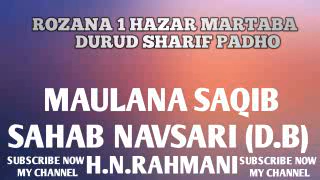 ROZANA 1 HAZAR MARTABA
DURUD SHARIF PADHO
MAULANA SAQIB
SAHAB NAVSARI (D.B)
SUBSCRIBE NOW
MY CHANNEL
H.N.RAHMANI
SUBSCRIBE NOW
MY CHANNEL